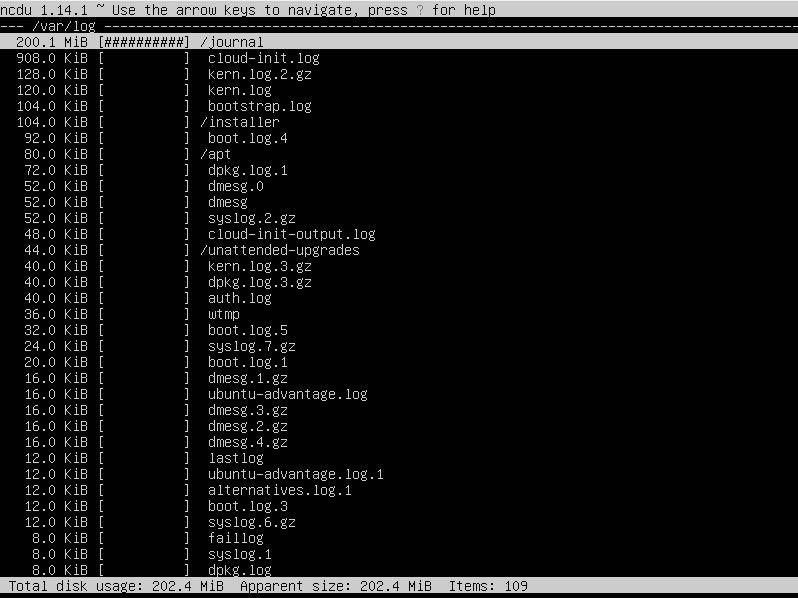 ncdu 1.14.1 ~ Use the arrow keys to navigate, press ? for help
--- /var/log ---------------------------------------------------------------------------------------
  200.1 MiB [##########] /journal
  908.0 KiB [          ]  cloud-init.log
  128.0 KiB [          ]  kern.log.2.gz
  120.0 KiB [          ]  kern.log
  104.0 KiB [          ]  bootstrap.log
  104.0 KiB [          ] /installer
   92.0 KiB [          ]  boot.log.4
   80.0 KiB [          ] /apt
   72.0 KiB [          ]  dpkg.log.1
   52.0 KiB [          ]  dmesg.0
   52.0 KiB [          ]  dmesg
   52.0 KiB [          ]  syslog.2.gz
   48.0 KiB [          ]  cloud-init-output.log
   44.0 KiB [          ] /unattended-upgrades
   40.0 KiB [          ]  kern.log.3.gz
   40.0 KiB [          ]  dpkg.log.3.gz
   40.0 KiB [          ]  auth.log
   36.0 KiB [          ]  wtmp
   32.0 KiB [          ]  boot.log.5
   24.0 KiB [          ]  syslog.7.gz
   20.0 KiB [          ]  boot.log.1
   16.0 KiB [          ]  dmesg.1.gz
   16.0 KiB [          ]  ubuntu-advantage.log
   16.0 KiB [          ]  dmesg.3.gz
   16.0 KiB [          ]  dmesg.2.gz
   16.0 KiB [          ]  dmesg.4.gz
   12.0 KiB [          ]  lastlog
   12.0 KiB [          ]  ubuntu-advantage.log.1
   12.0 KiB [          ]  alternatives.log.1
   12.0 KiB [          ]  boot.log.3
   12.0 KiB [          ]  syslog.6.gz
    8.0 KiB [          ]  faillog
    8.0 KiB [          ]  syslog.1
    8.0 KiB [          ]  dpkg.log
 Total disk usage: 202.4 MiB  Apparent size: 202.4 MiB  Items: 109